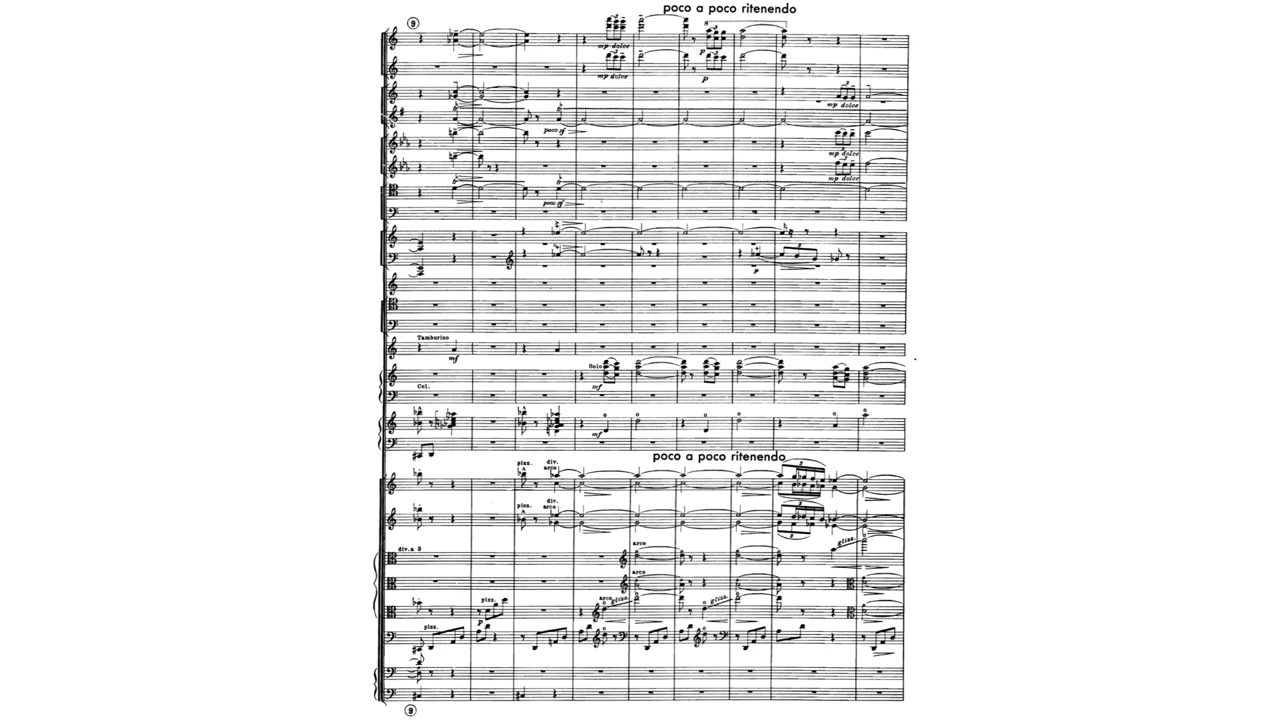 poco a poco ritenendo
9
mp dolce
8
mp dolce
p
p
mp dolce
poco sf
mp dolce
mp dolce
poco sf
p
Tamburino
mf
Solo
mf
Cel.
mf
poco a poco ritenendo
pizz. div. arco
pizz. div. arco
div. a 3 arco gliss.
arco
pizz. arco gliss. gliss.
p
pizz.
9